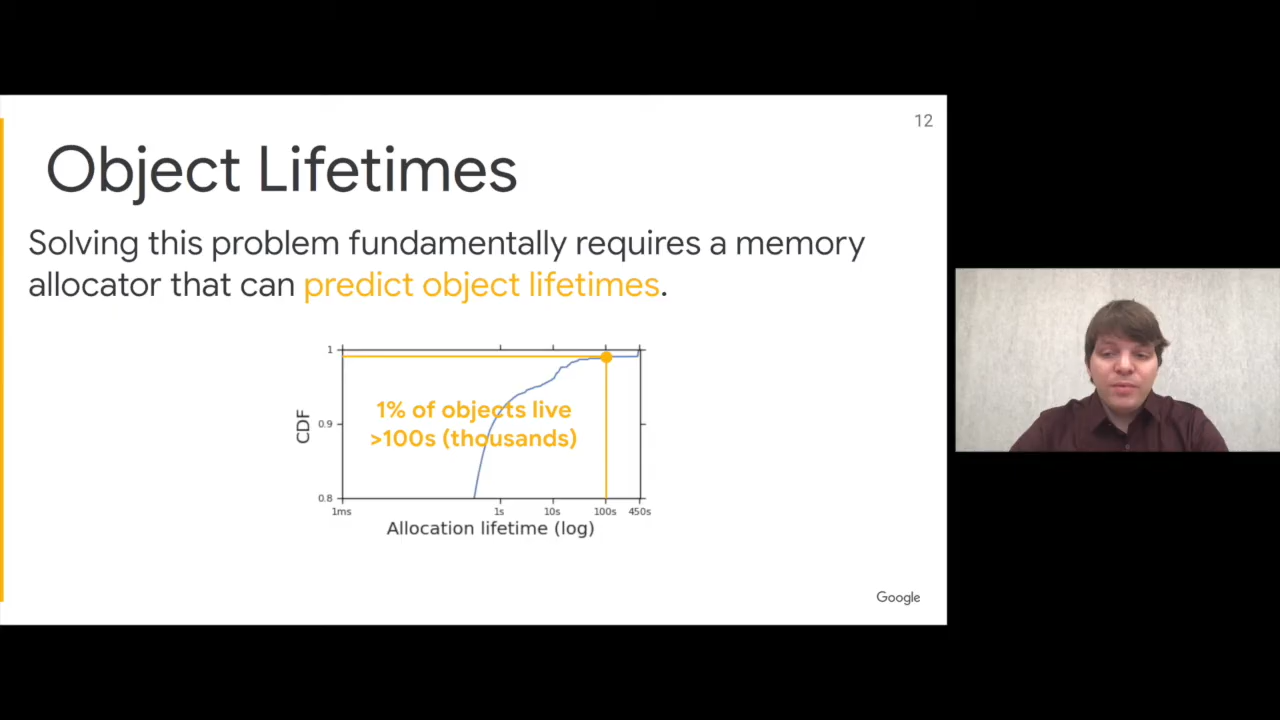 12
Object Lifetimes
Solving this problem fundamentally requires a memory
allocator that can predict object lifetimes.
1
0.9
0.8
CDF
1% of objects live
>100s (thousands)
1ms 1s 10s 100s 450s
Allocation lifetime (log)
Google